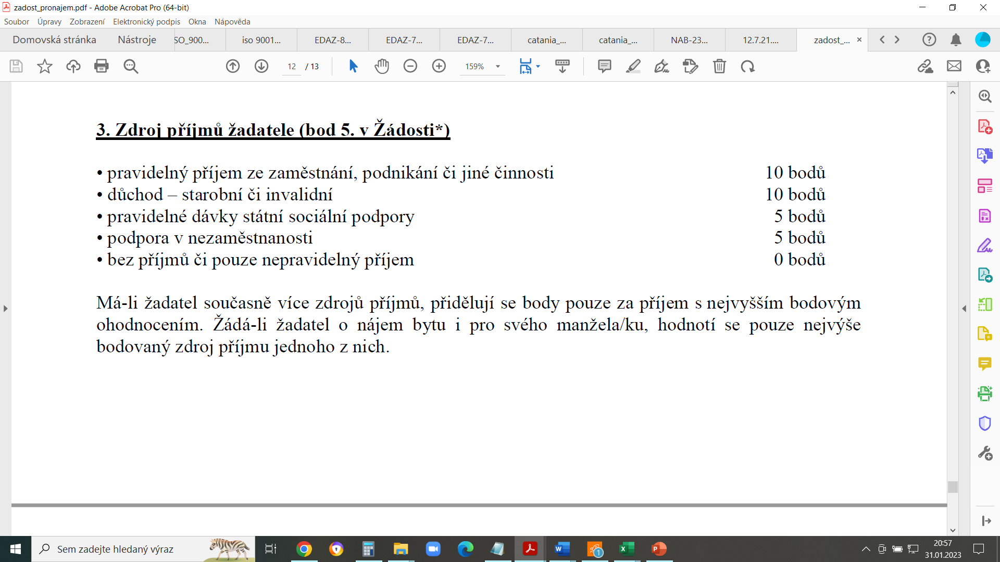 zadost_pronajem.pdf - Adobe Acrobat Pro (64-bit)
Soubor Úpravy Zobrazení Elektronický podpis Okna Nápověda
Domovská stránka Nástroje SO_900... iso 9001... EDAZ-8... EDAZ-7... EDAZ-7... catania_... catania_... NAB-23... 12.7.21.... zadost_...
12 / 13 159%
3. Zdroj příjmů žadatele (bod 5. v Žádosti*)
• pravidelný příjem ze zaměstnání, podnikání či jiné činnosti 10 bodů
• důchod – starobní či invalidní 10 bodů
• pravidelné dávky státní sociální podpory 5 bodů
• podpora v nezaměstnanosti 5 bodů
• bez příjmů či pouze nepravidelný příjem 0 bodů
Má-li žadatel současně více zdrojů příjmů, přidělují se body pouze za příjem s nejvyšším bodovým
ohodnocením. Žádá-li žadatel o nájem bytu i pro svého manžela/ku, hodnotí se pouze nejvýše
bodovaný zdroj příjmu jednoho z nich.
Sem zadejte hledaný výraz
1
20:57
31.01.2023